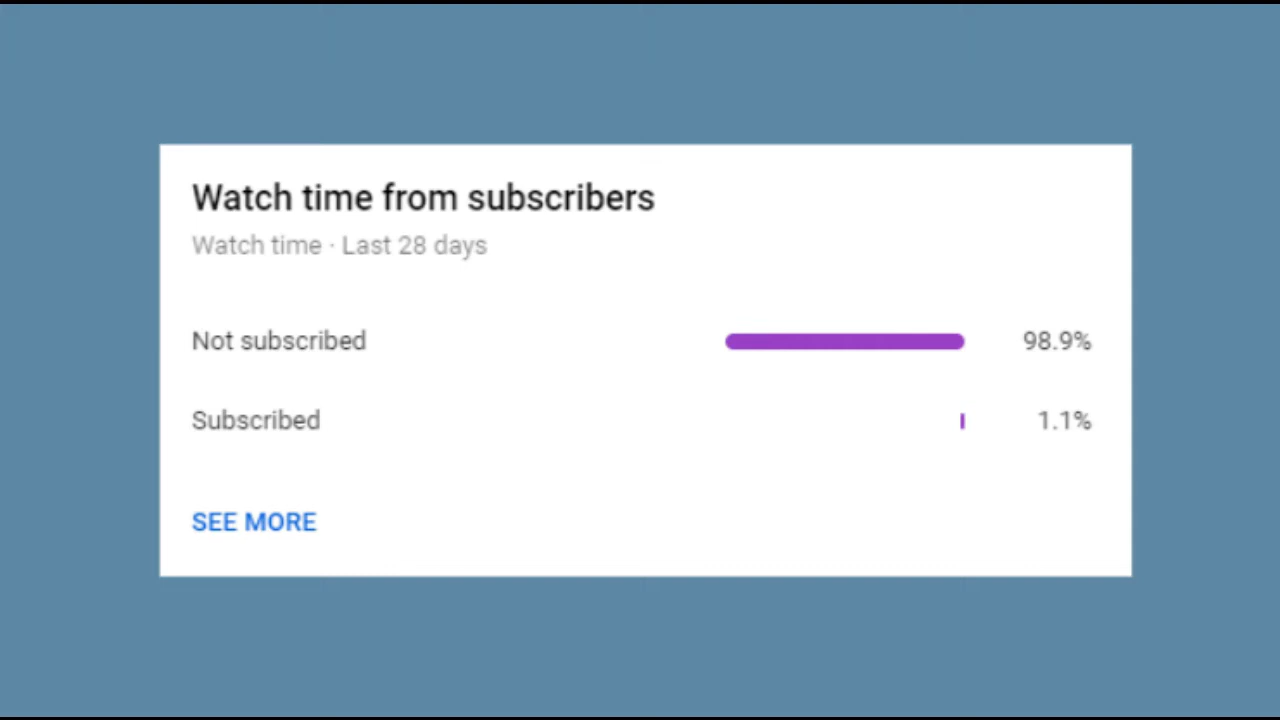 Watch time from subscribers
Watch time · Last 28 days
Not subscribed 98.9%
Subscribed 1.1%
SEE MORE